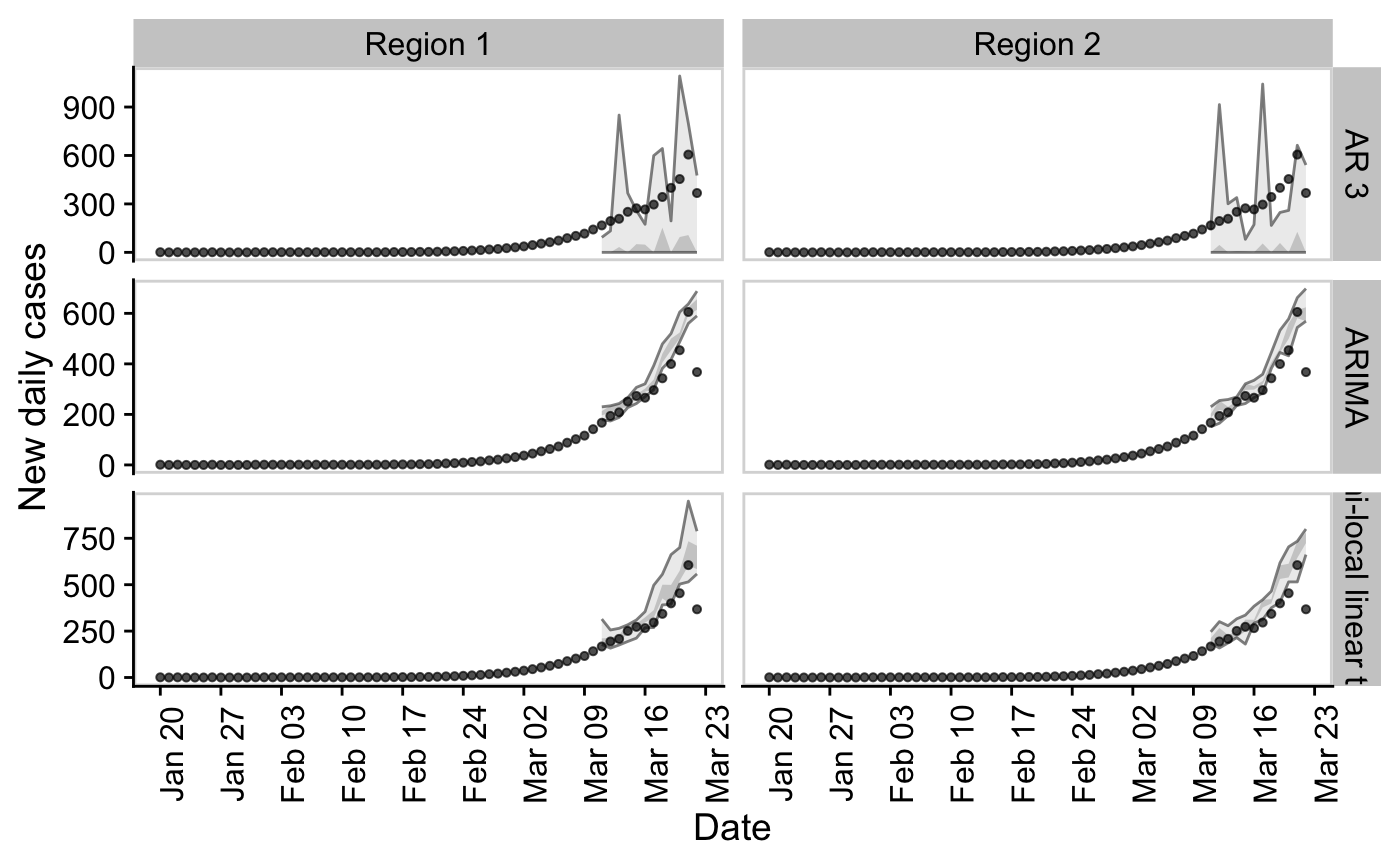 Region 1
Region 2
900
600
300
0
AR 3
600
400
200
0
ARIMA
750
500
250
0
i-local linear t
New daily cases
Jan 20
Jan 27
Feb 03
Feb 10
Feb 17
Feb 24
Mar 02
Mar 09
Mar 16
Mar 23
Jan 20
Jan 27
Feb 03
Feb 10
Feb 17
Feb 24
Mar 02
Mar 09
Mar 16
Mar 23
Date